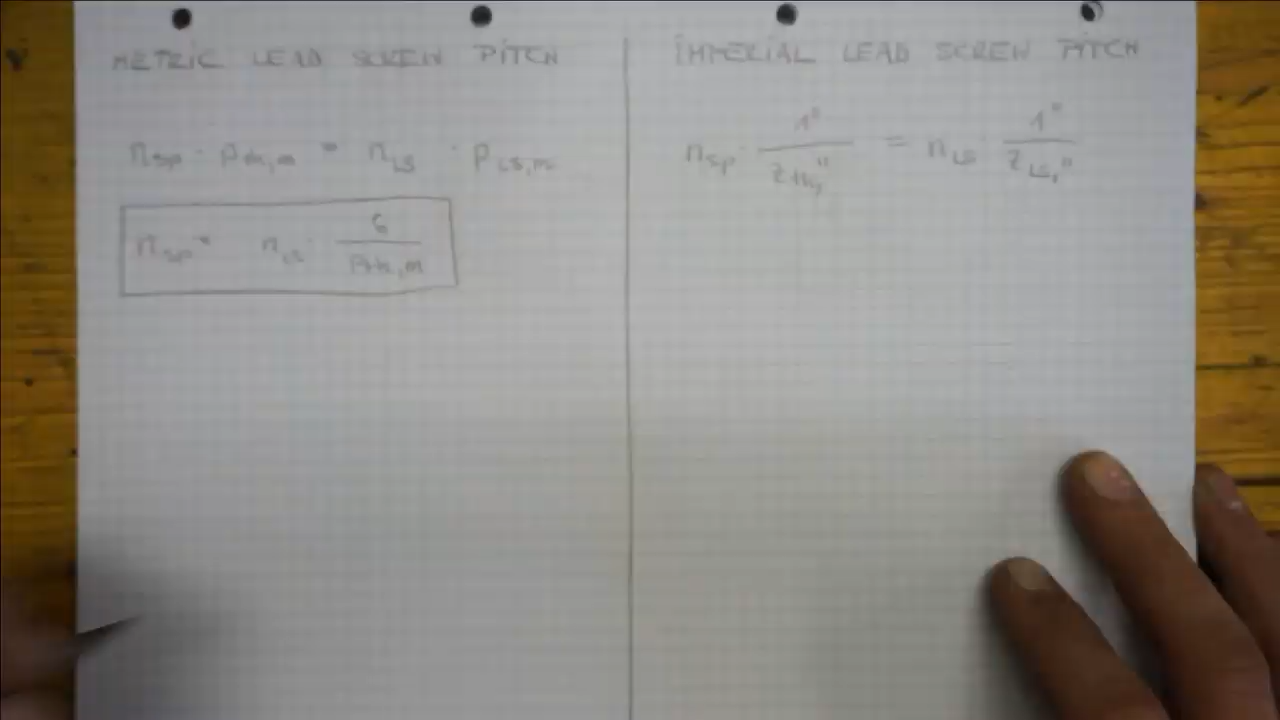 METRIC LEAD SCREW PITCH
n_sp · P_th,m = n_LS · P_LS,m
n_sp = n_LS · 6 / P_th,m
IMPERIAL LEAD SCREW PITCH
n_sp · 1" / z_th," = n_LS · 1" / z_LS,"